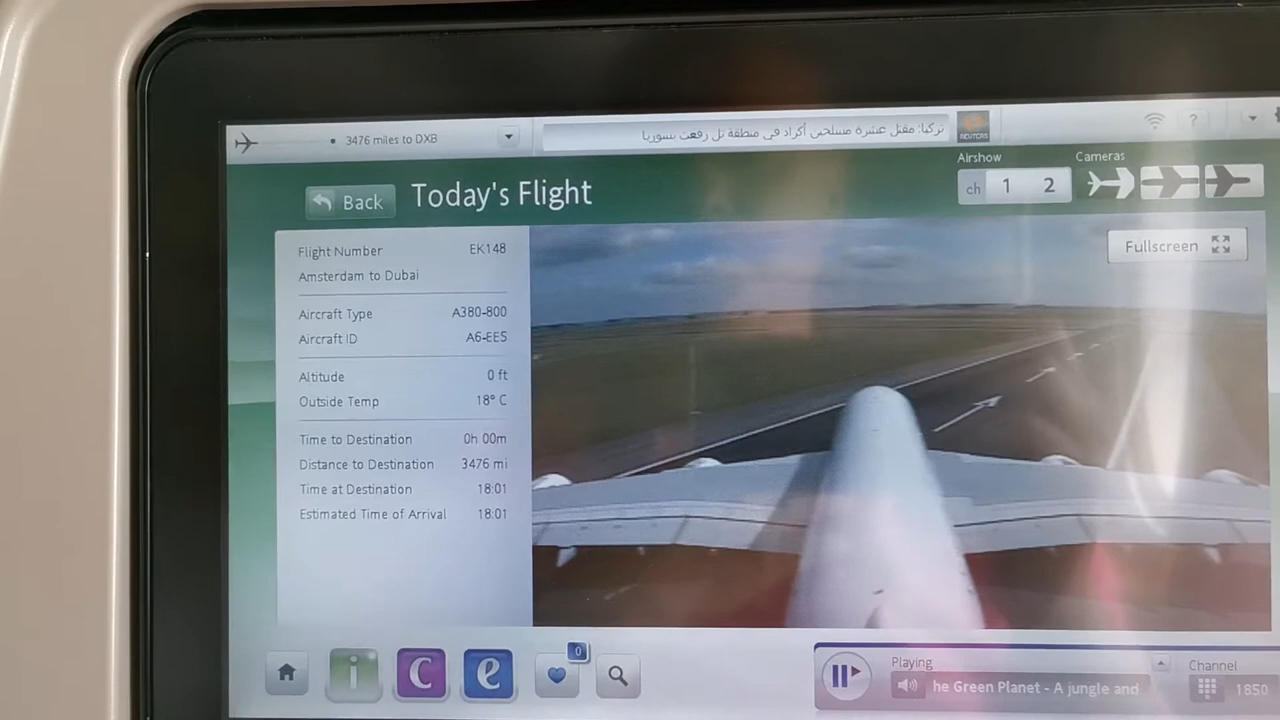 3476 miles to DXB
تركيا: مقتل عشرة مسلحين أكراد في منطقة تل رفعت بسوريا
REUTERS
?
Airshow
Cameras
ch 1 2
Back
Today's Flight
Fullscreen
Flight Number EK148
Amsterdam to Dubai
Aircraft Type A380-800
Aircraft ID A6-EES
Altitude 0 ft
Outside Temp 18° C
Time to Destination 0h 00m
Distance to Destination 3476 mi
Time at Destination 18:01
Estimated Time of Arrival 18:01
i C e 0
Playing
he Green Planet - A jungle and
Channel
1850